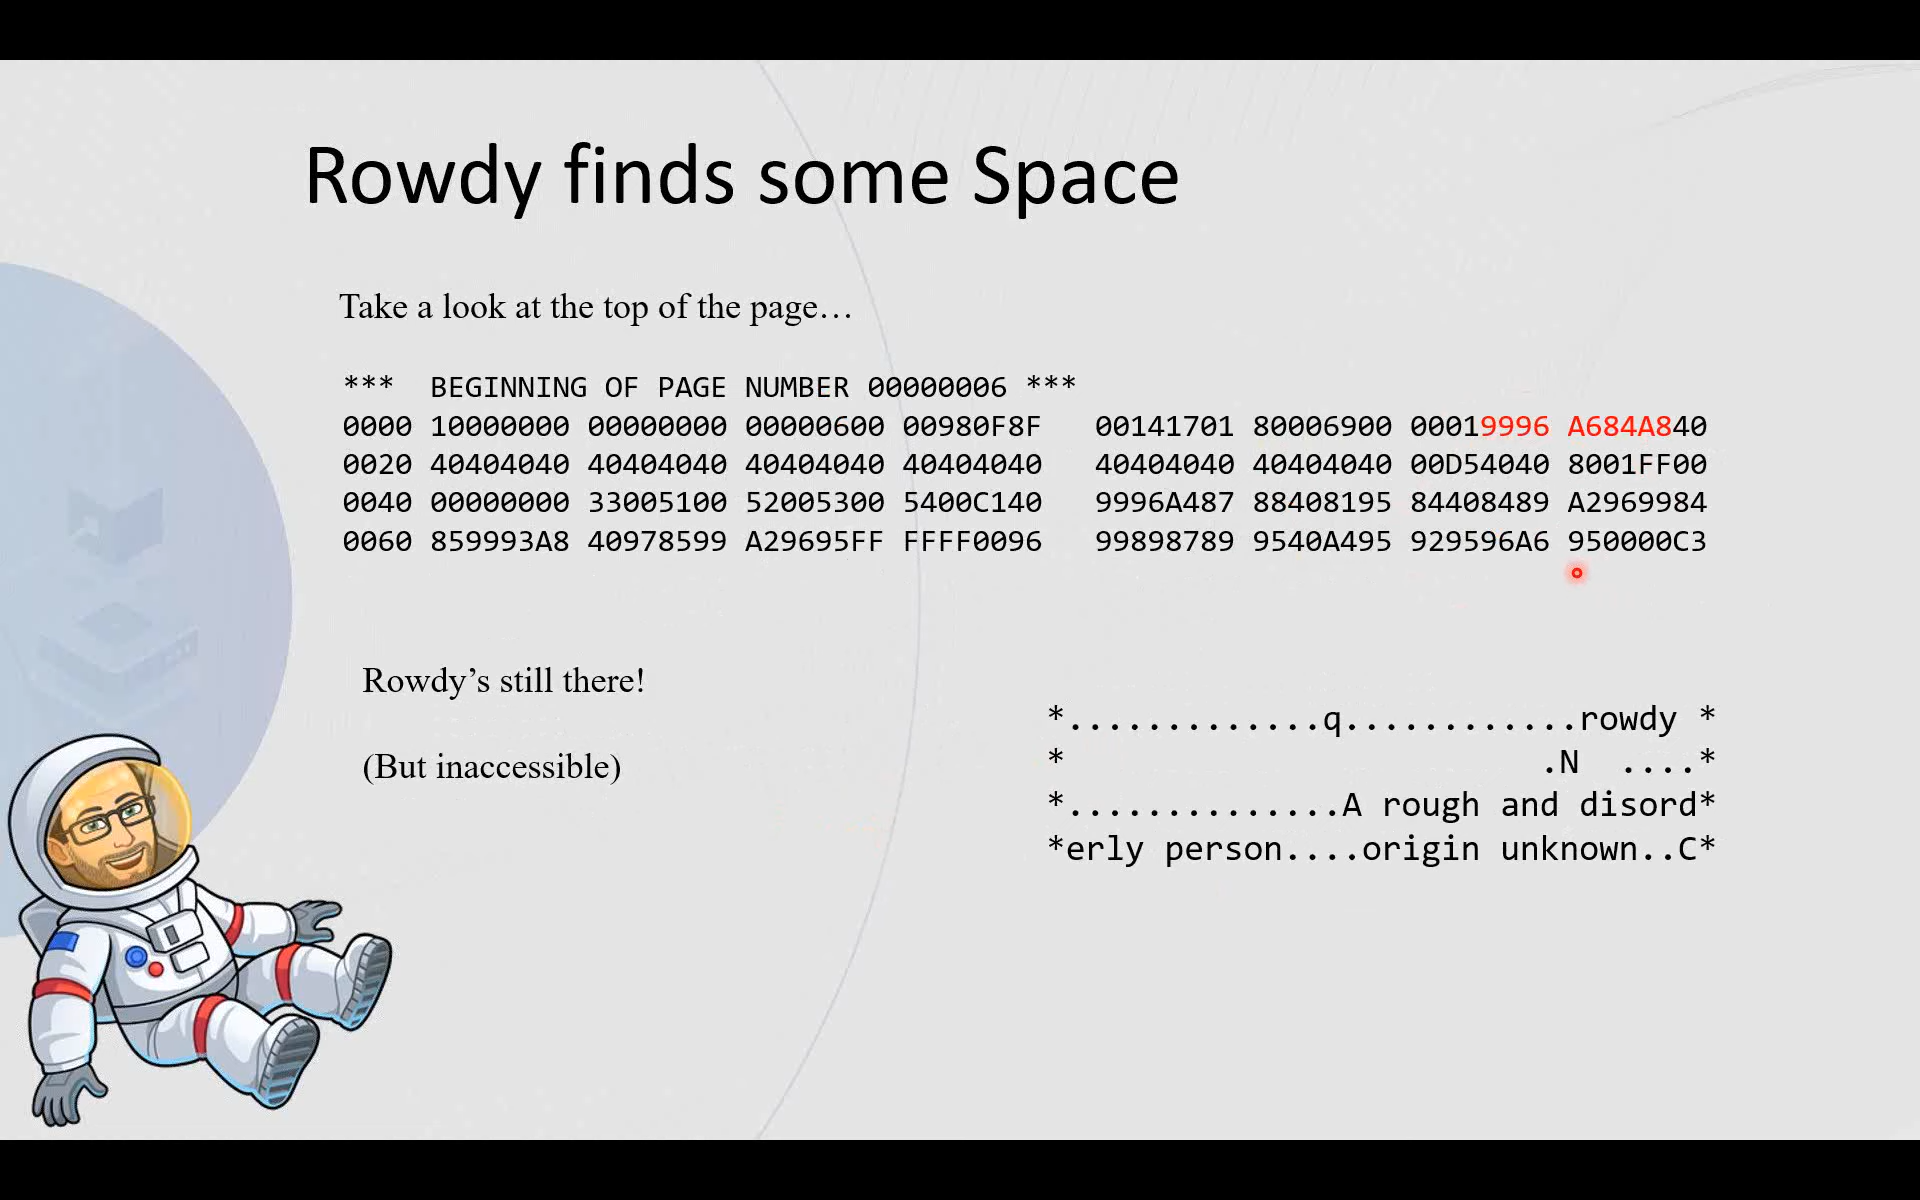 Rowdy finds some Space
Take a look at the top of the page…
*** BEGINNING OF PAGE NUMBER 00000006 ***
0000 10000000 00000000 00000600 00980F8F 00141701 80006900 00019996 A684A840
0020 40404040 40404040 40404040 40404040 40404040 40404040 00D54040 8001FF00
0040 00000000 33005100 52005300 5400C140 9996A487 88408195 84408489 A2969984
0060 859993A8 40978599 A29695FF FFFF0096 99898789 9540A495 929596A6 950000C3
Rowdy’s still there!
(But inaccessible)
*.............q............rowdy *
* .N ....*
*..............A rough and disord*
*erly person....origin unknown..C*